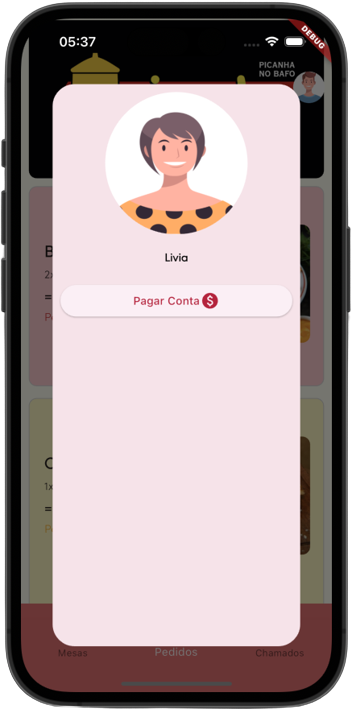 05:37
DEBUG
PICANHA
NO BAFO
Livia
Pagar Conta $
2x
1x
Mesas
Pedidos
Chamados